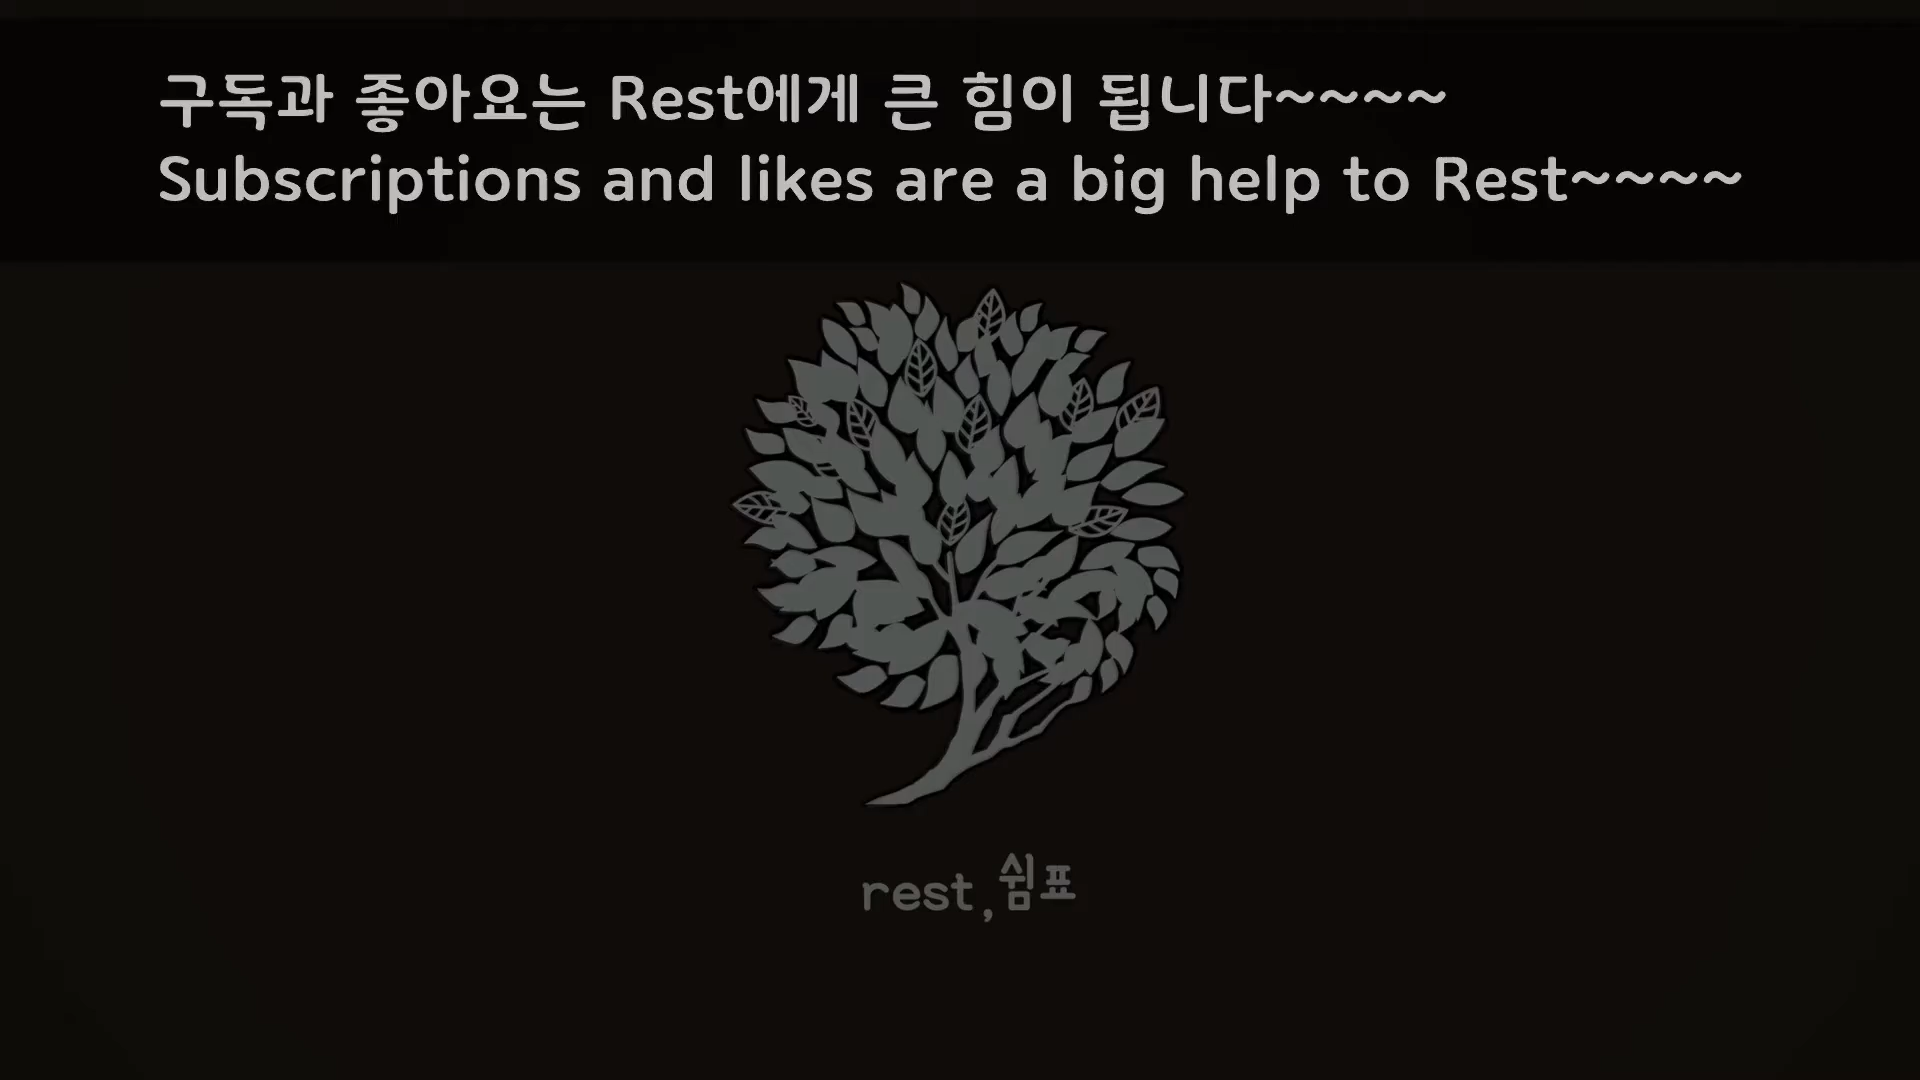 구독과 좋아요는 Rest에게 큰 힘이 됩니다~~~~
Subscriptions and likes are a big help to Rest~~~~
rest,쉼표